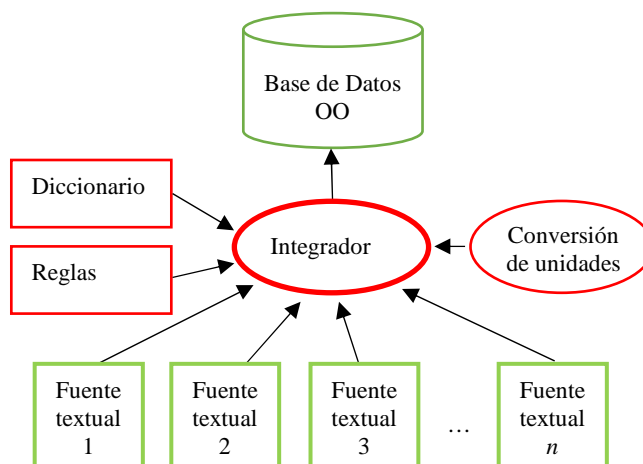 Base de Datos
OO
Diccionario
Reglas
Integrador
Conversión
de unidades
Fuente
textual
1
Fuente
textual
2
Fuente
textual
3
...
Fuente
textual
n